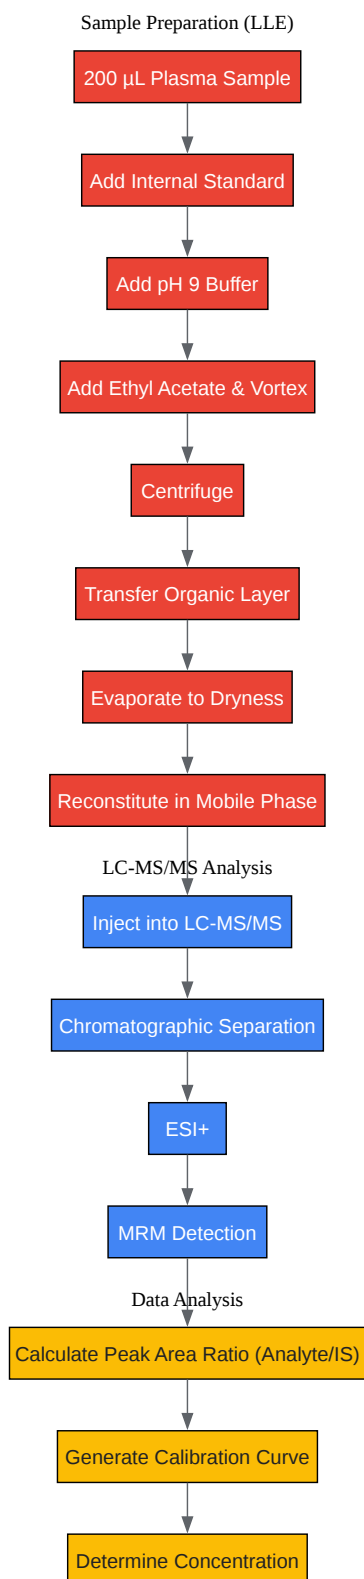 Sample Preparation (LLE)
200 µL Plasma Sample
Add Internal Standard
Add pH 9 Buffer
Add Ethyl Acetate & Vortex
Centrifuge
Transfer Organic Layer
Evaporate to Dryness
Reconstitute in Mobile Phase
LC-MS/MS Analysis
Inject into LC-MS/MS
Chromatographic Separation
ESI+
MRM Detection
Data Analysis
Calculate Peak Area Ratio (Analyte/IS)
Generate Calibration Curve
Determine Concentration